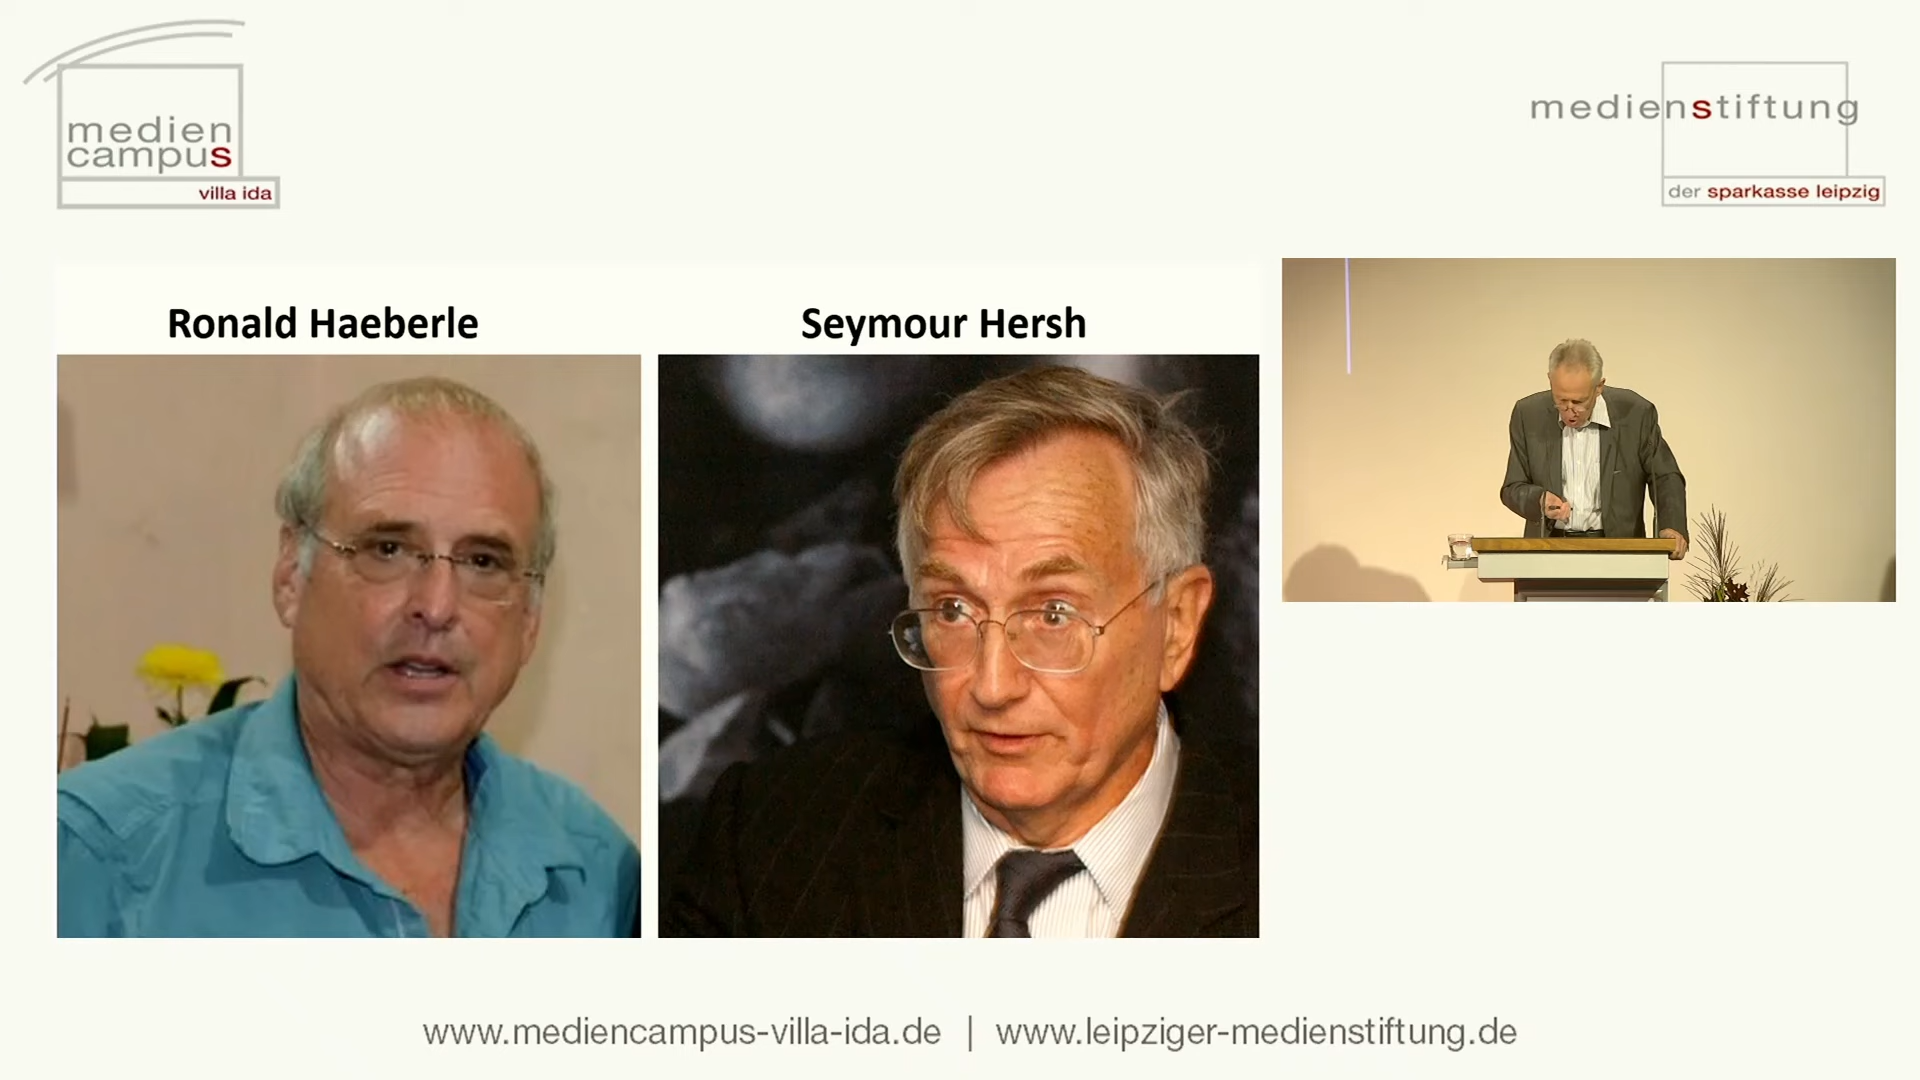 medien
campus
villa ida
medienstiftung
der sparkasse leipzig
Ronald Haeberle
Seymour Hersh
www.mediencampus-villa-ida.de | www.leipziger-medienstiftung.de